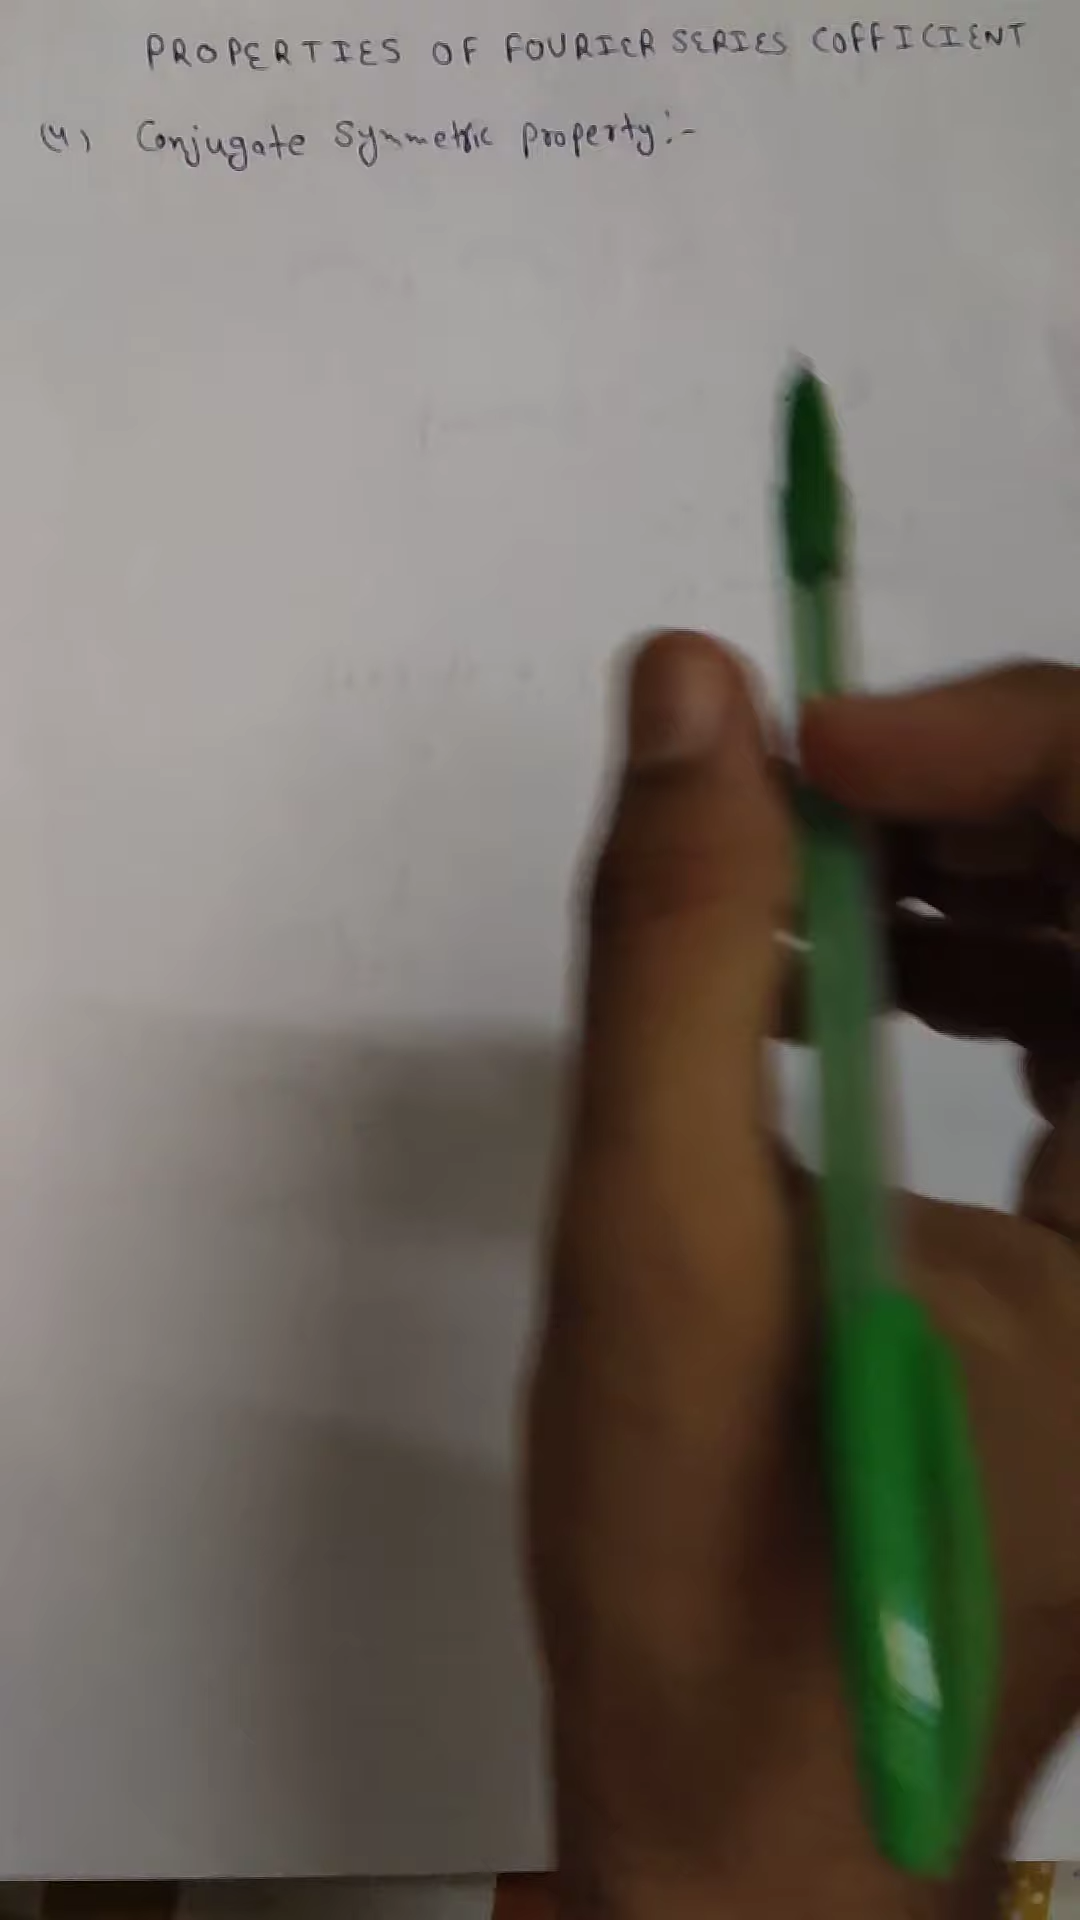 PROPERTIES OF FOURIER SERIES COFFICIENT
(4) Conjugate Symmetric property:-